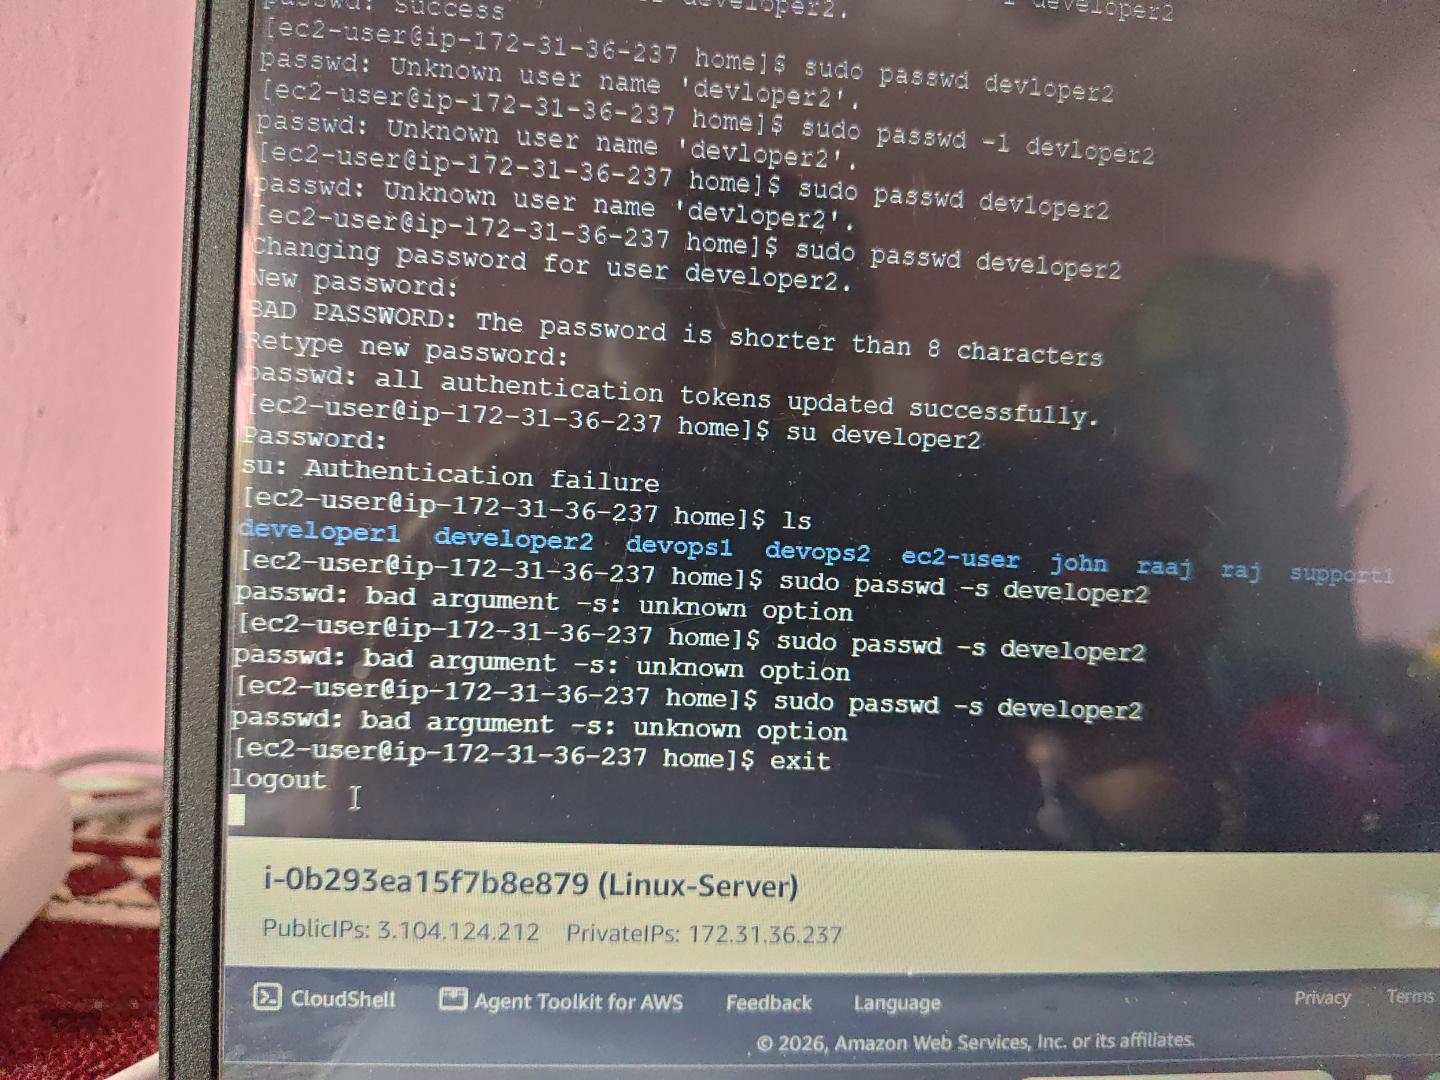 passwd: Success
developer2.
developer2
[ec2-user@ip-172-31-36-237 home]$ sudo passwd devloper2
passwd: Unknown user name 'devloper2'.
[ec2-user@ip-172-31-36-237 home]$ sudo passwd -l devloper2
passwd: Unknown user name 'devloper2'.
[ec2-user@ip-172-31-36-237 home]$ sudo passwd devloper2
passwd: Unknown user name 'devloper2'.
[ec2-user@ip-172-31-36-237 home]$ sudo passwd developer2
Changing password for user developer2.
New password:
BAD PASSWORD: The password is shorter than 8 characters
Retype new password:
passwd: all authentication tokens updated successfully.
[ec2-user@ip-172-31-36-237 home]$ su developer2
Password:
su: Authentication failure
[ec2-user@ip-172-31-36-237 home]$ ls
developer1 developer2 devops1 devops2 ec2-user john raaj raj support1
[ec2-user@ip-172-31-36-237 home]$ sudo passwd -s developer2
passwd: bad argument -s: unknown option
[ec2-user@ip-172-31-36-237 home]$ sudo passwd -s developer2
passwd: bad argument -s: unknown option
[ec2-user@ip-172-31-36-237 home]$ sudo passwd -s developer2
passwd: bad argument -s: unknown option
[ec2-user@ip-172-31-36-237 home]$ exit
logout
i-0b293ea15f7b8e879 (Linux-Server)
PublicIPs: 3.104.124.212 PrivateIPs: 172.31.36.237
CloudShell Agent Toolkit for AWS Feedback Language Privacy Terms
© 2026, Amazon Web Services, Inc. or its affiliates.